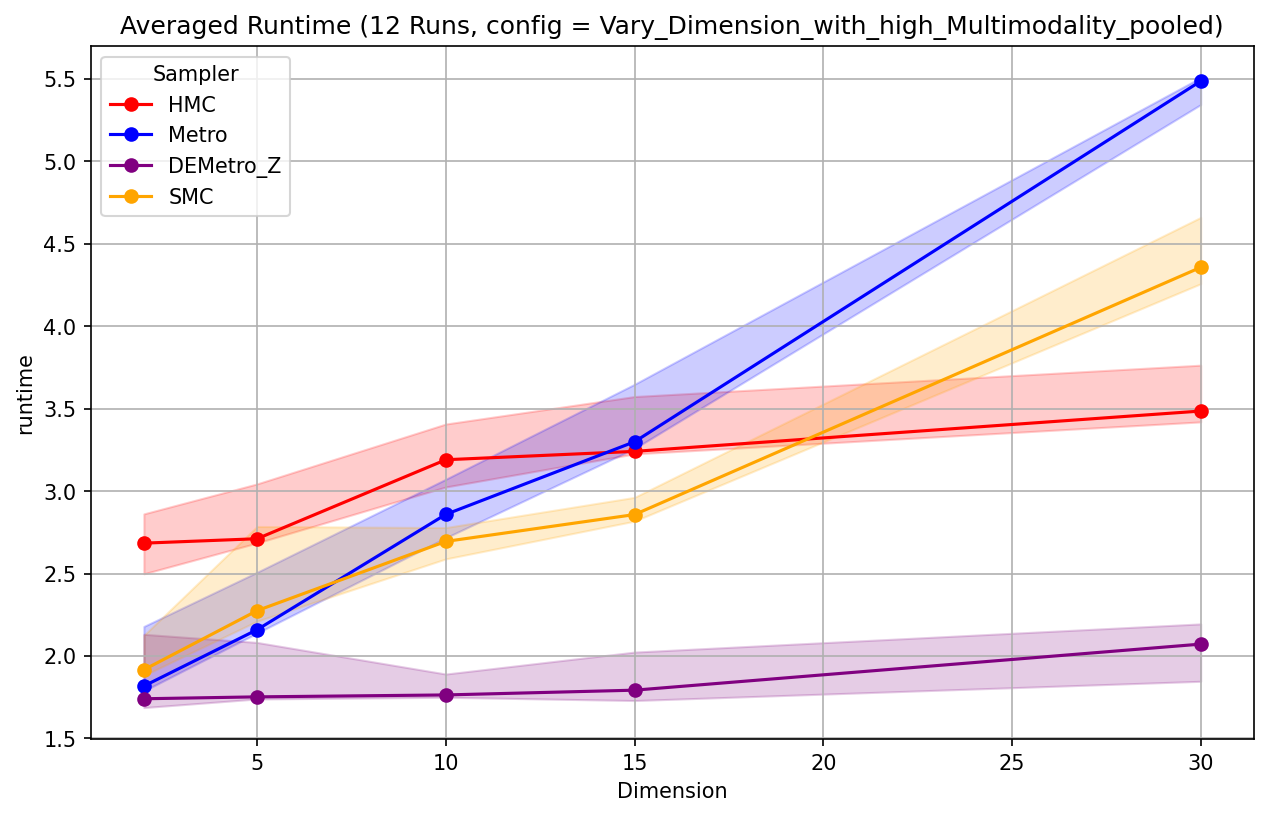 Averaged Runtime (12 Runs, config = Vary_Dimension_with_high_Multimodality_pooled)
Sampler
HMC
Metro
DEMetro_Z
SMC
runtime
5.5
5.0
4.5
4.0
3.5
3.0
2.5
2.0
1.5
5 10 15 20 25 30
Dimension